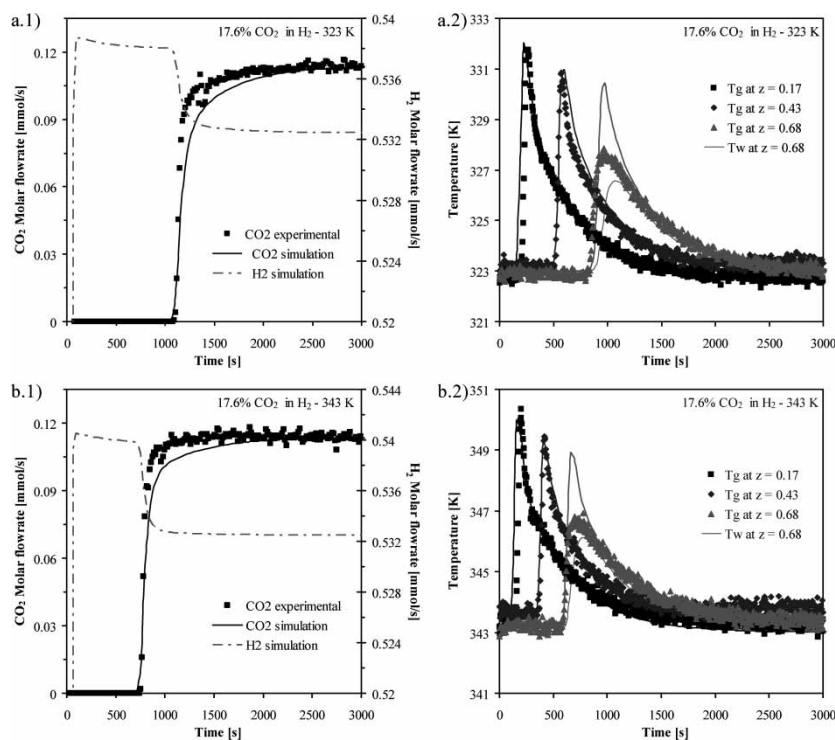 a.1)
17.6% CO2 in H2 - 323 K
CO2 Molar flowrate [mmol/s]
0.12
0.09
0.06
0.03
0
0.54
0.536
0.532
0.528
0.524
0.52
H2 Molar flowrate [mmol/s]
CO2 experimental
CO2 simulation
H2 simulation
0 500 1000 1500 2000 2500 3000
Time [s]
a.2)
17.6% CO2 in H2 - 323 K
Temperature [K]
333
331
329
327
325
323
321
Tg at z = 0.17
Tg at z = 0.43
Tg at z = 0.68
Tw at z = 0.68
0 500 1000 1500 2000 2500 3000
Time [s]
b.1)
17.6% CO2 in H2 - 343 K
CO2 Molar flowrate [mmol/s]
0.12
0.09
0.06
0.03
0
0.544
0.54
0.536
0.532
0.528
0.524
0.52
H2 Molar flowrate [mmol/s]
CO2 experimental
CO2 simulation
H2 simulation
0 500 1000 1500 2000 2500 3000
Time [s]
b.2)
17.6% CO2 in H2 - 343 K
Temperature [K]
351
349
347
345
343
341
Tg at z = 0.17
Tg at z = 0.43
Tg at z = 0.68
Tw at z = 0.68
0 500 1000 1500 2000 2500 3000
Time [s]